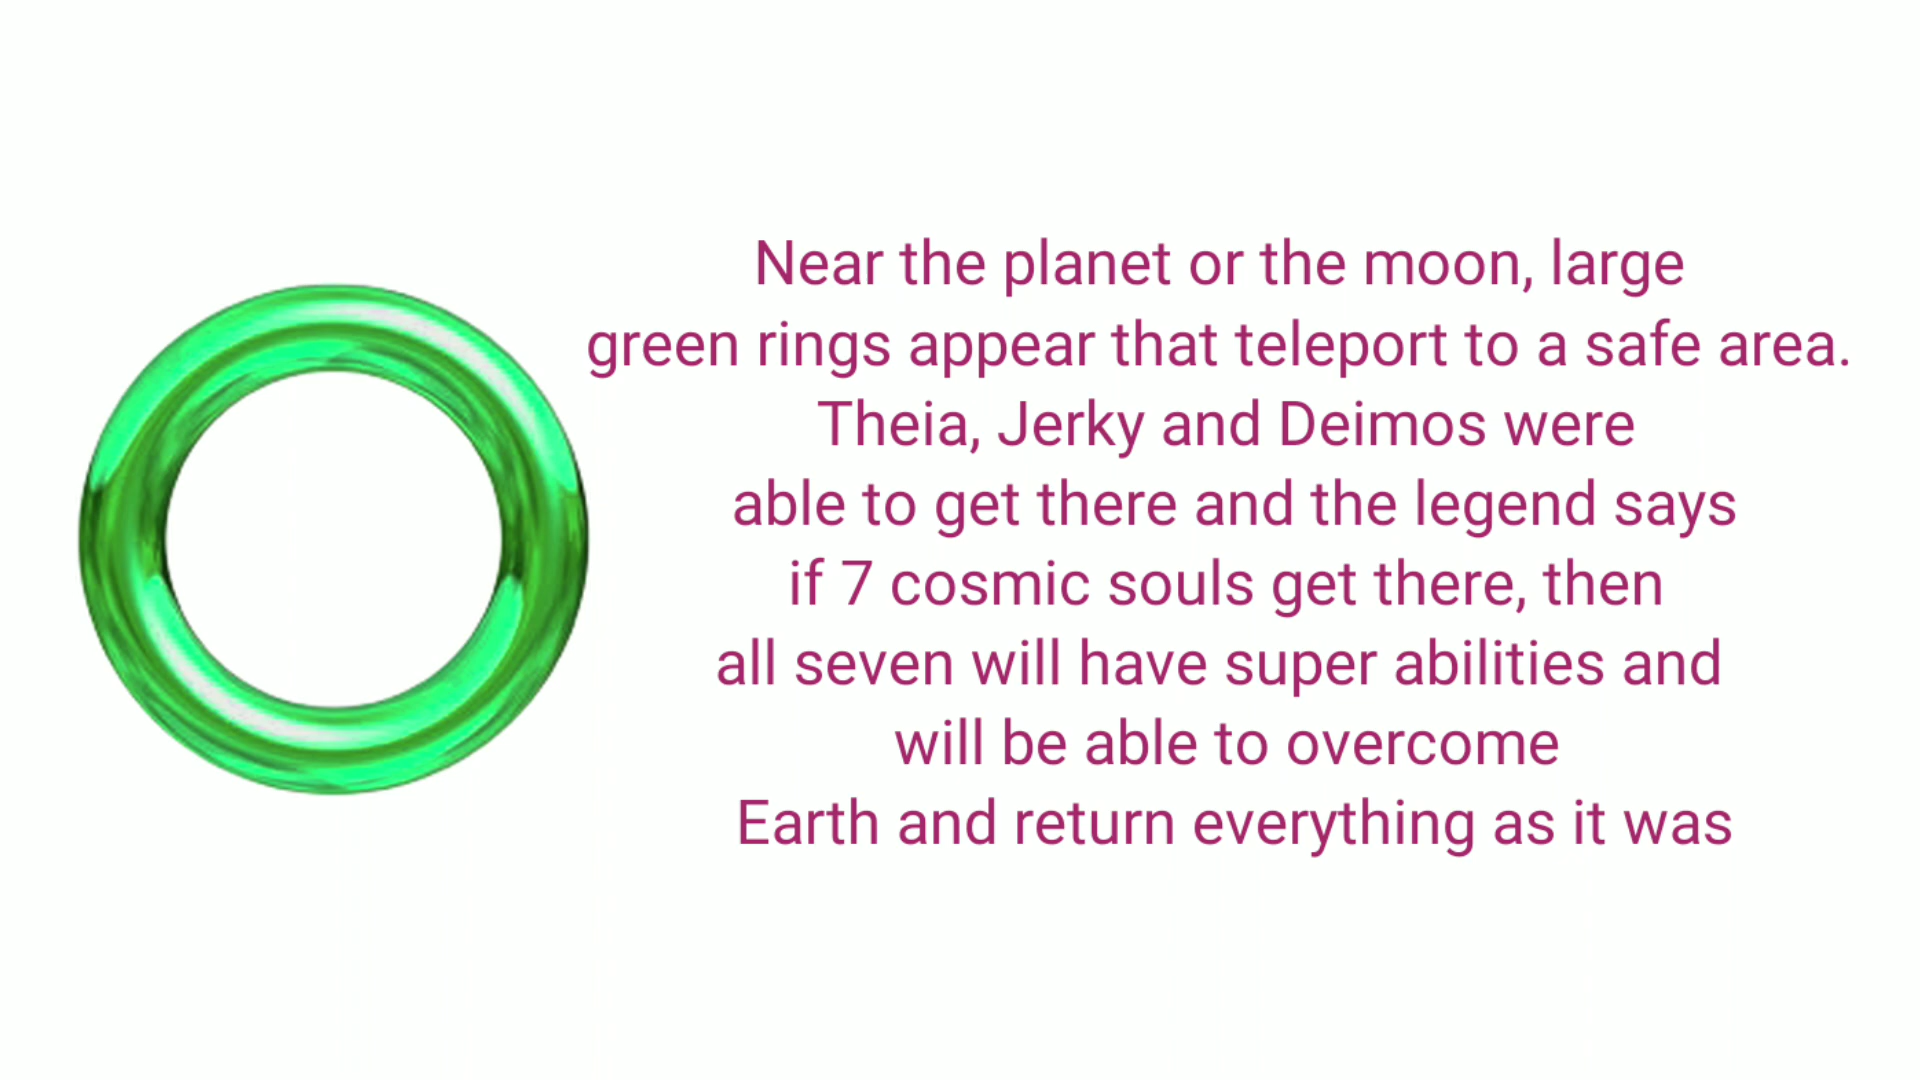 Near the planet or the moon, large
green rings appear that teleport to a safe area.
Theia, Jerky and Deimos were
able to get there and the legend says
if 7 cosmic souls get there, then
all seven will have super abilities and
will be able to overcome
Earth and return everything as it was